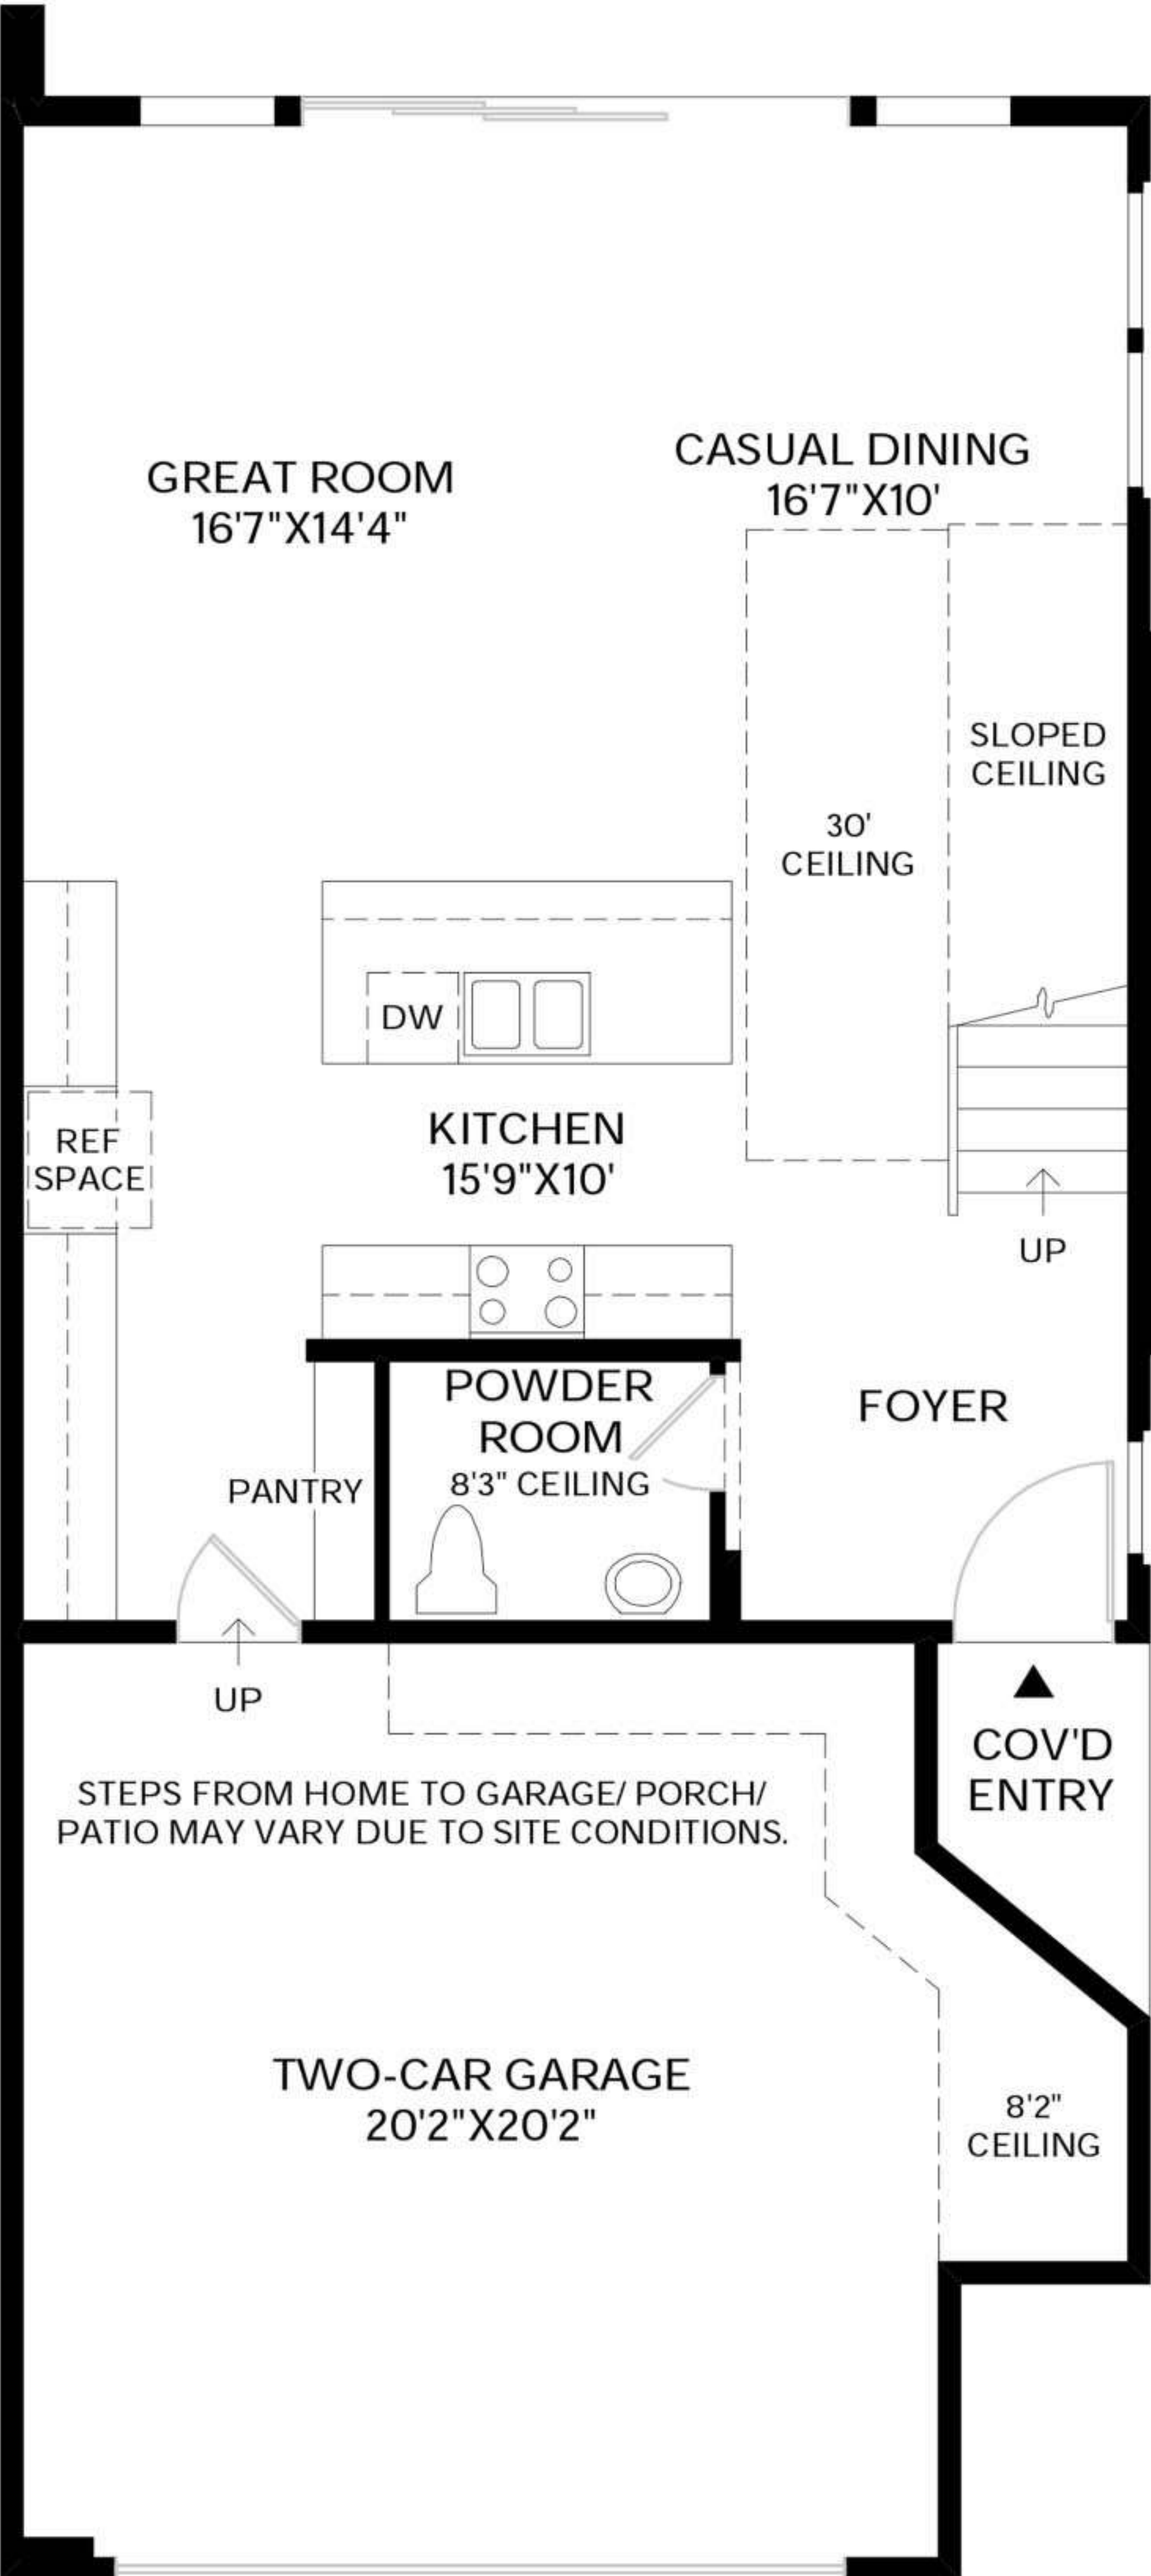 GREAT ROOM
16'7"X14'4"
CASUAL DINING
16'7"X10'
SLOPED
CEILING
30'
CEILING
DW
REF
SPACE
KITCHEN
15'9"X10'
UP
POWDER
ROOM
8'3" CEILING
FOYER
PANTRY
UP
COV'D
ENTRY
STEPS FROM HOME TO GARAGE/ PORCH/
PATIO MAY VARY DUE TO SITE CONDITIONS.
TWO-CAR GARAGE
20'2"X20'2"
8'2"
CEILING